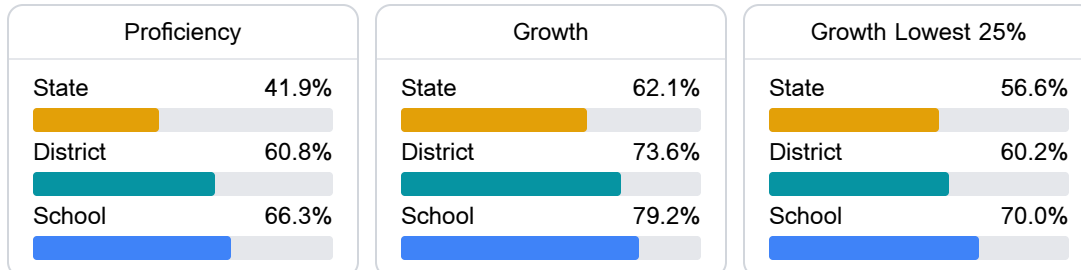 Proficiency
State 41.9%
District 60.8%
School 66.3%
Growth
State 62.1%
District 73.6%
School 79.2%
Growth Lowest 25%
State 56.6%
District 60.2%
School 70.0%